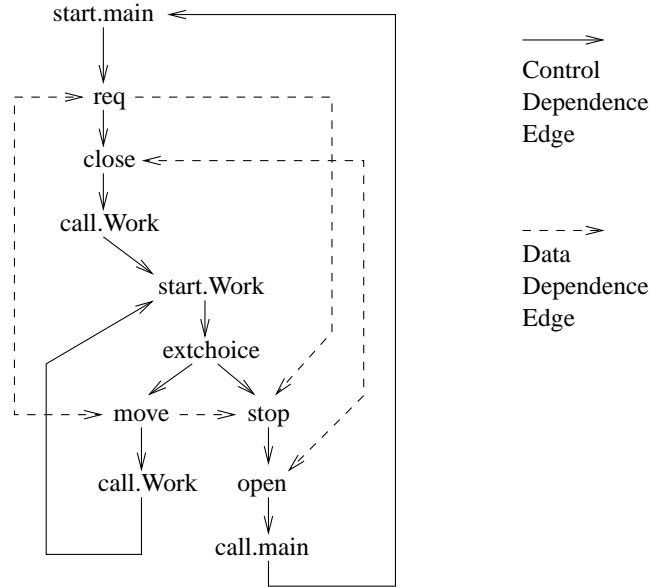 start.main
req
close
call.Work
start.Work
extchoice
move
stop
call.Work
open
call.main
Control
Dependence
Edge
Data
Dependence
Edge